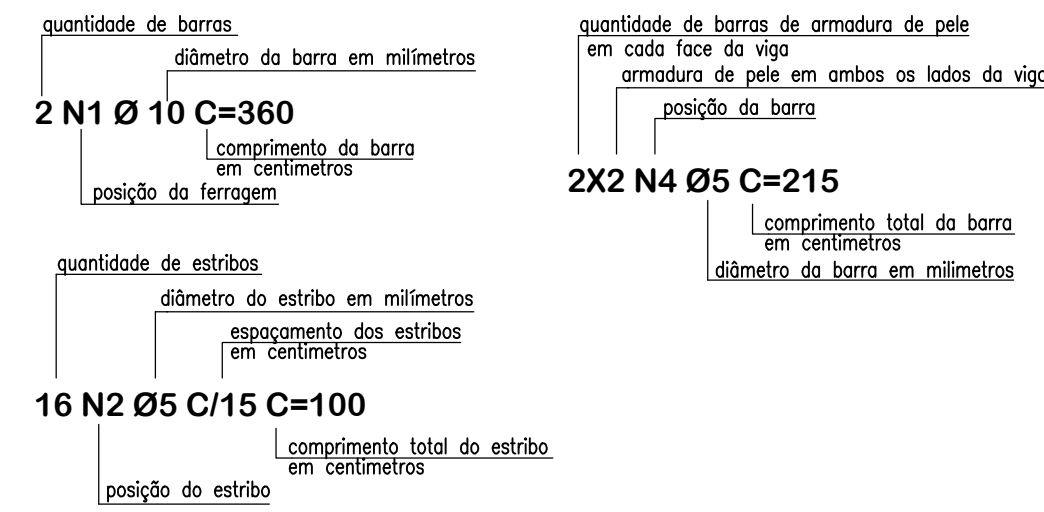 quantidade de barras
diâmetro da barra em milímetros
2 N1 Ø 10 C=360
comprimento da barra
em centimetros
posição da ferragem
quantidade de barras de armadura de pele
em cada face da viga
armadura de pele em ambos os lados da viga
posição da barra
2X2 N4 Ø5 C=215
comprimento total da barra
em centimetros
diâmetro da barra em milimetros
quantidade de estribos
diâmetro do estribo em milímetros
espaçamento dos estribos
em centimetros
16 N2 Ø5 C/15 C=100
comprimento total do estribo
em centimetros
posição do estribo